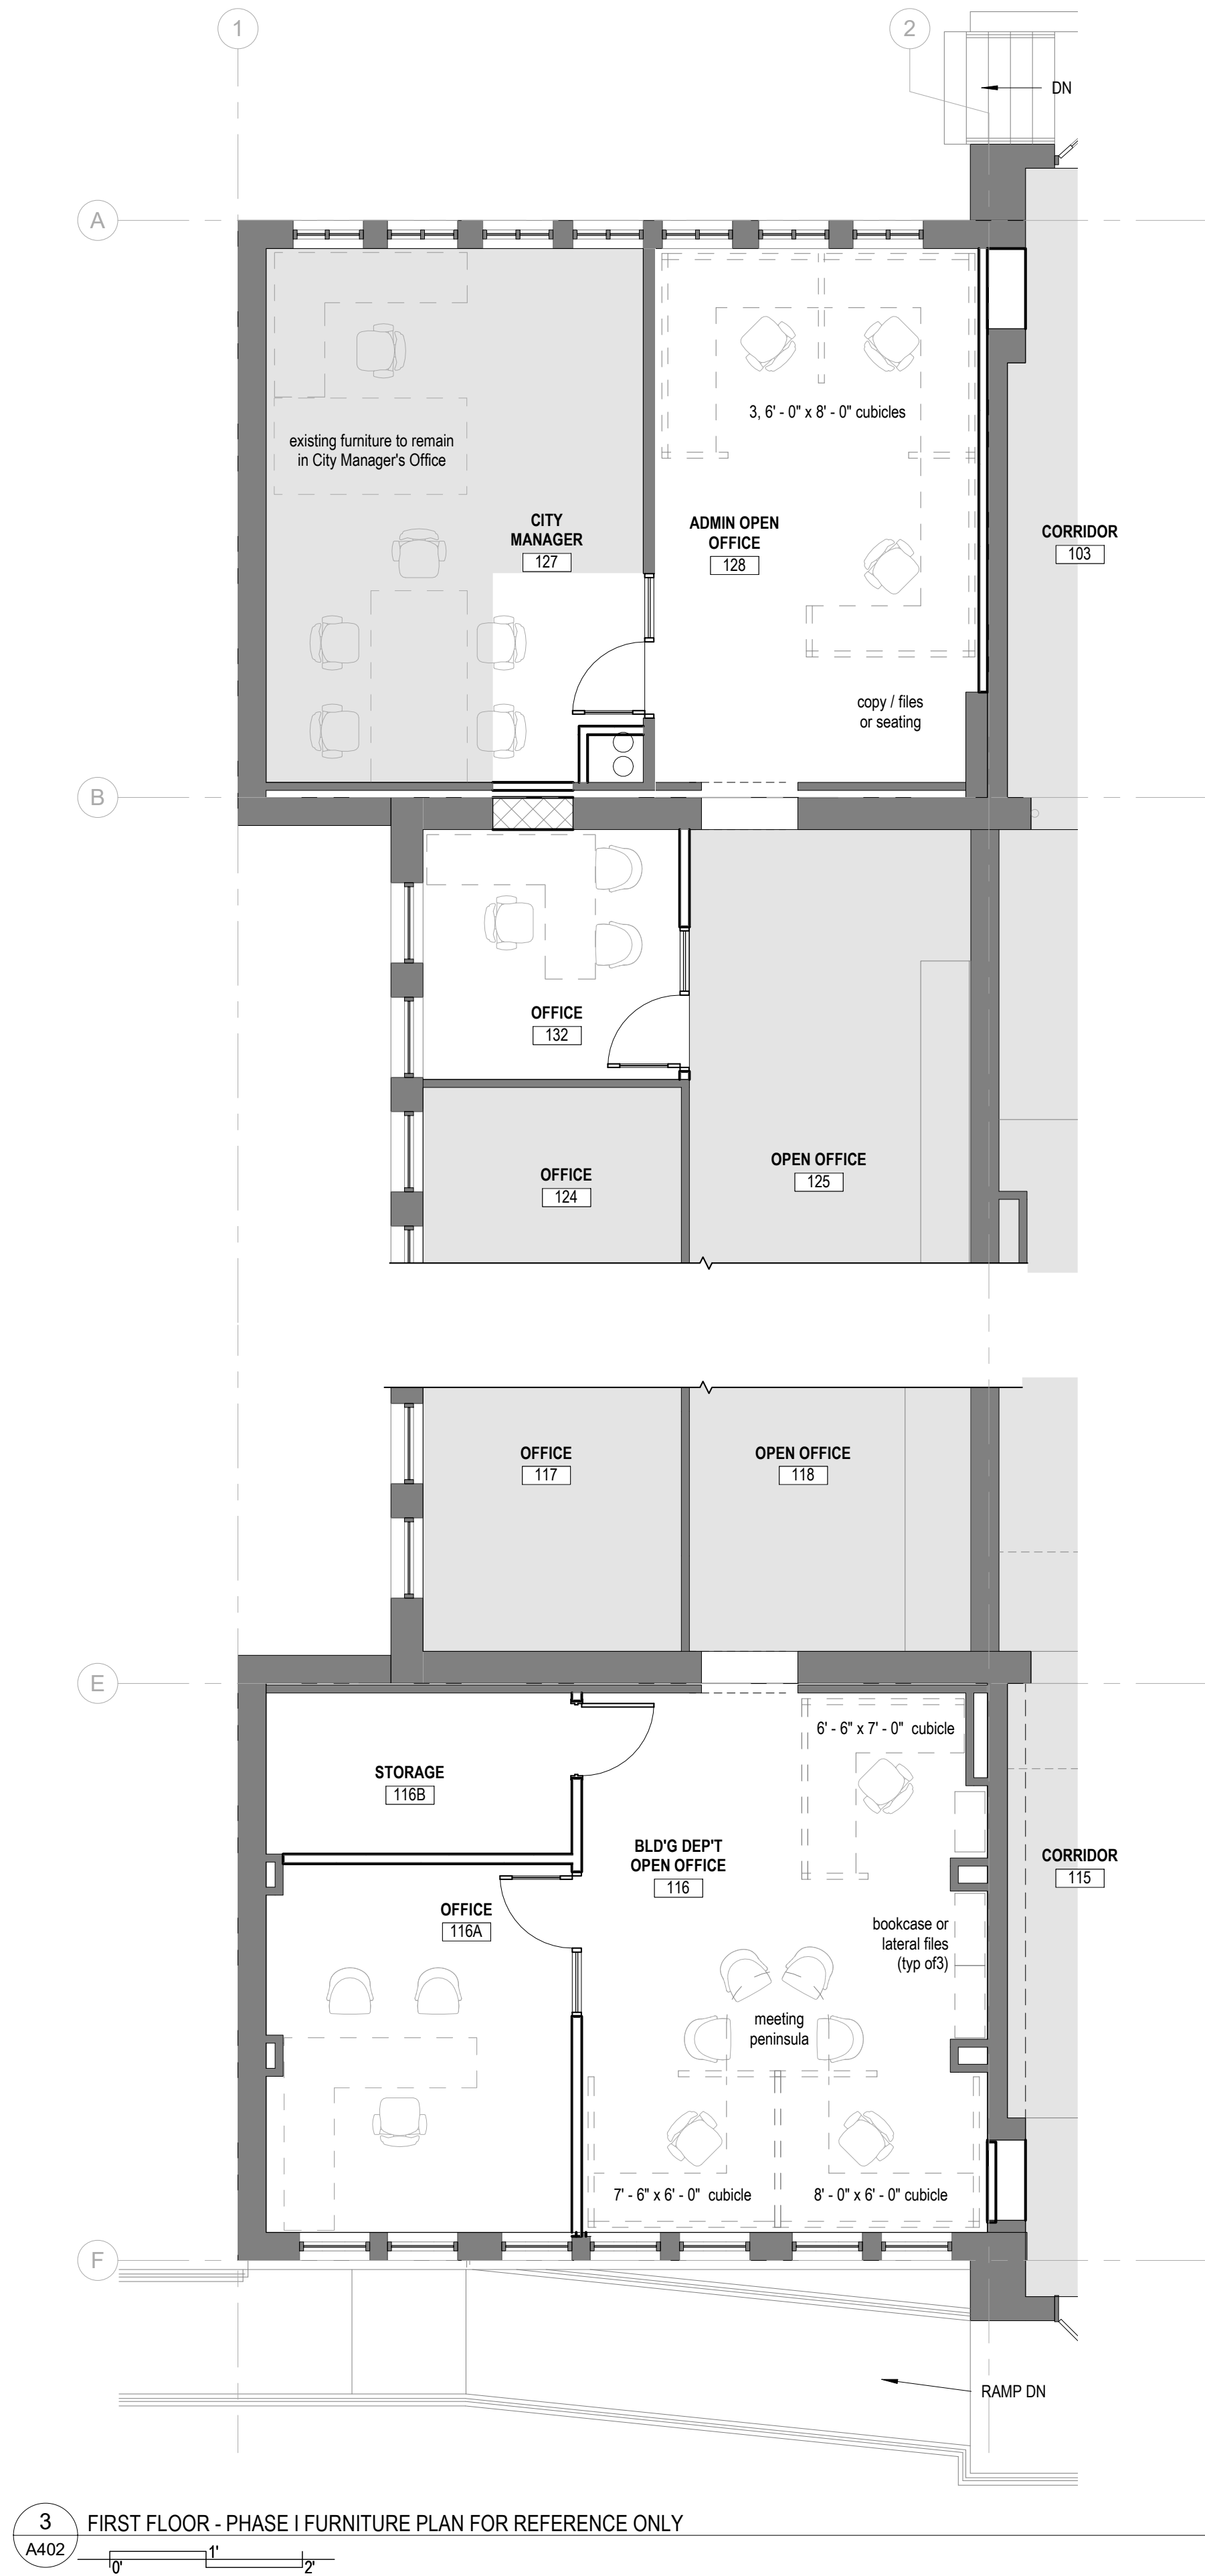 1
2
DN
A
3, 6' - 0" x 8' - 0" cubicles
existing furniture to remain
in City Manager's Office
CITY
MANAGER
127
ADMIN OPEN
OFFICE
128
CORRIDOR
103
copy / files
or seating
B
OFFICE
132
OFFICE
124
OPEN OFFICE
125
OFFICE
117
OPEN OFFICE
118
E
6' - 6" x 7' - 0" cubicle
STORAGE
116B
BLD'G DEP'T
OPEN OFFICE
116
CORRIDOR
115
OFFICE
116A
bookcase or
lateral files
(typ of3)
meeting
peninsula
7' - 6" x 6' - 0" cubicle
8' - 0" x 6' - 0" cubicle
F
RAMP DN
3
A402
FIRST FLOOR - PHASE I FURNITURE PLAN FOR REFERENCE ONLY
0'
1'
2'